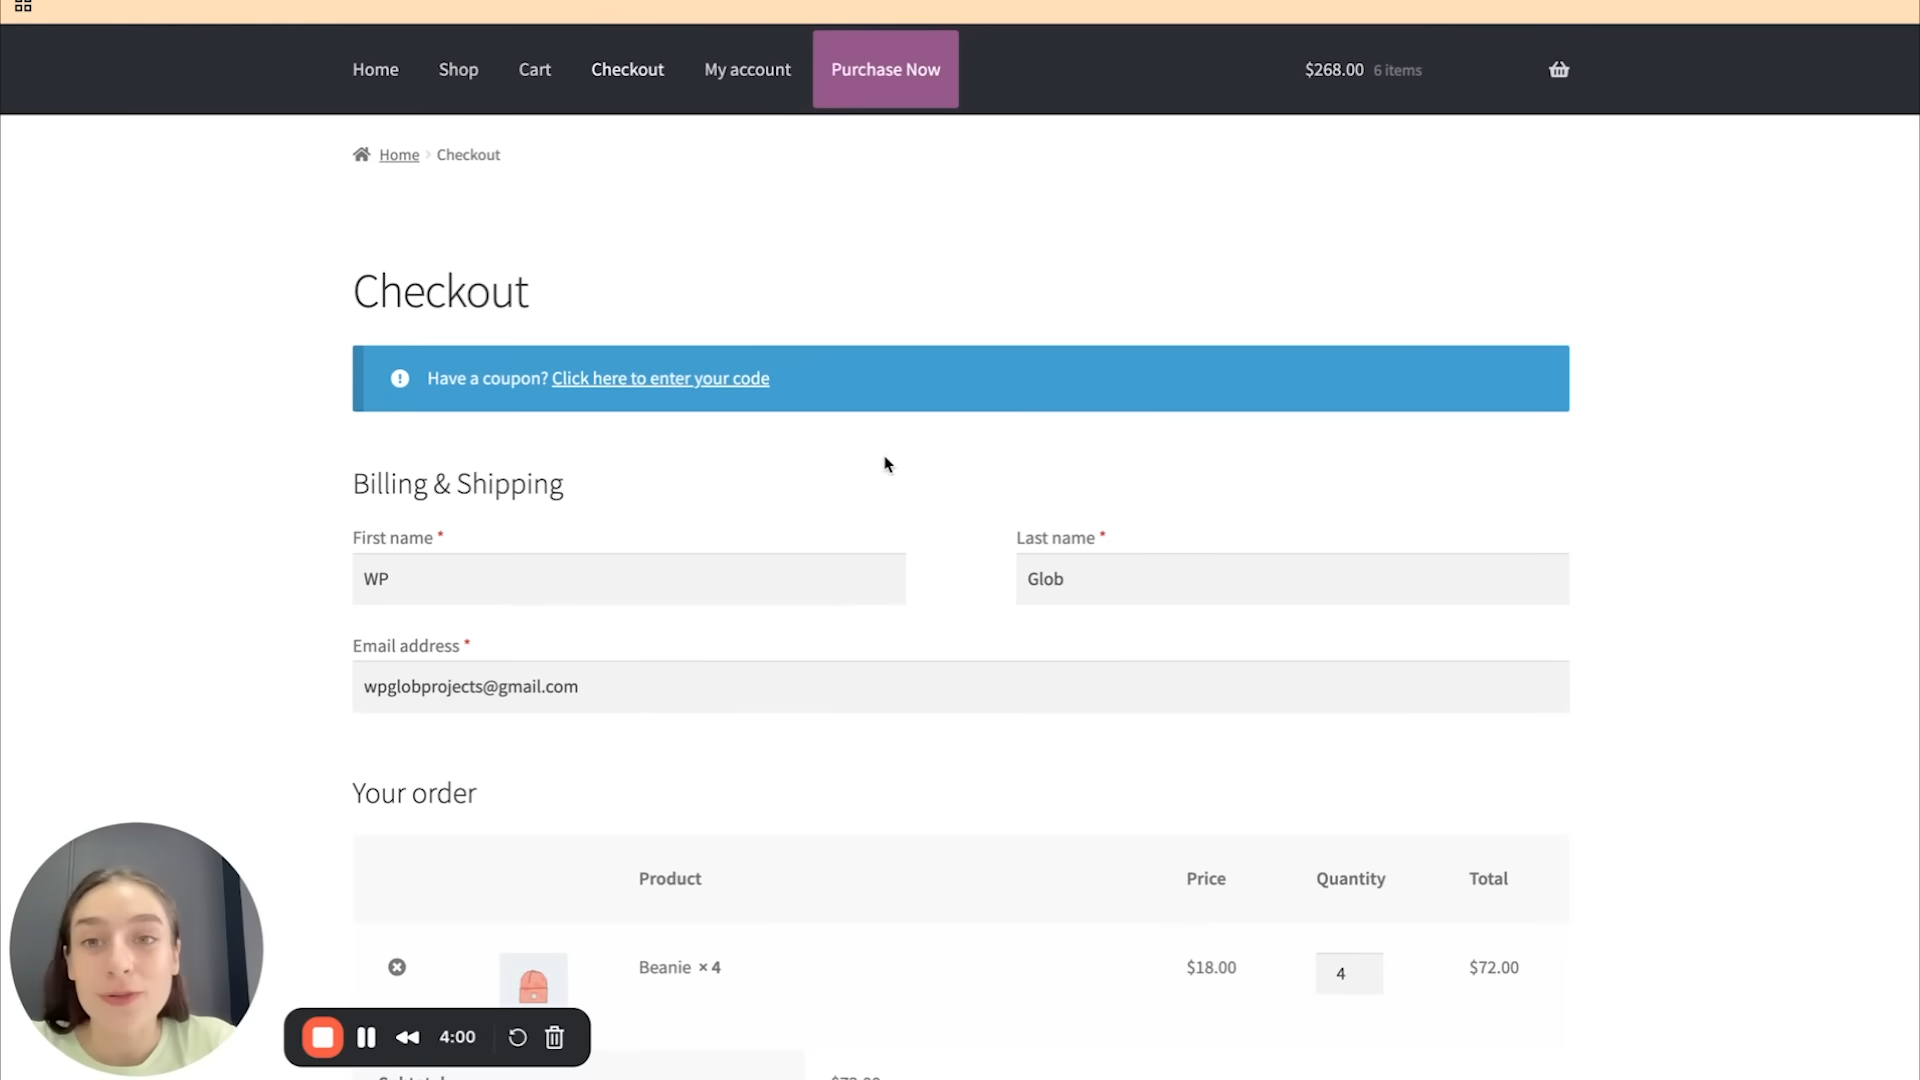 Home Shop Cart Checkout My account Purchase Now $268.00 6 items
Home Checkout
Checkout
Have a coupon? Click here to enter your code
Billing & Shipping
First name * Last name *
WP Glob
Email address *
wpglobprojects@gmail.com
Your order
Product Price Quantity Total
Beanie × 4 $18.00 4 $72.00
4:00